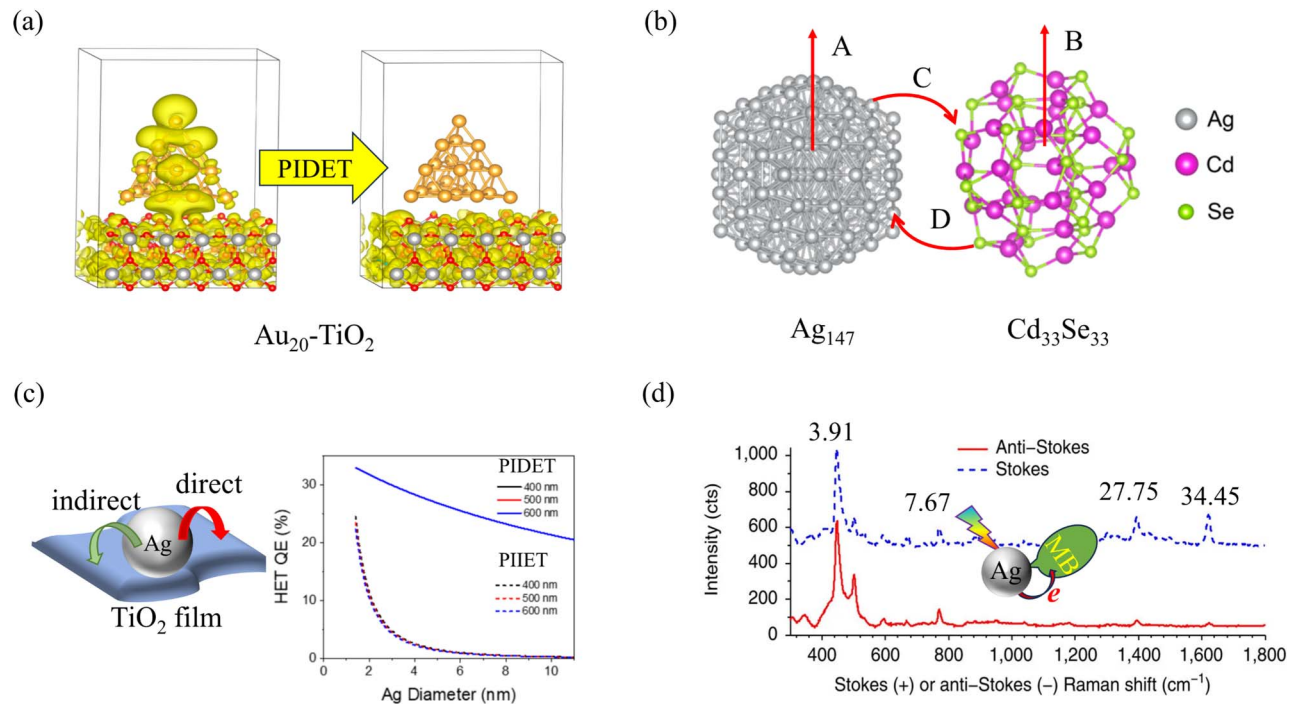 (a)
PIDET
Au₂₀-TiO₂
(b)
A
B
C
D
Ag
Cd
Se
Ag₁₄₇
Cd₃₃Se₃₃
(c)
indirect
direct
Ag
TiO₂ film
HET QE (%)
30
20
10
0
PIDET
400 nm
500 nm
600 nm
PIIET
400 nm
500 nm
600 nm
0 2 4 6 8 10
Ag Diameter (nm)
(d)
Intensity (cts)
1,000
800
600
400
200
0
3.91
7.67
27.75
34.45
Anti–Stokes
Stokes
Ag
MB
e
400 600 800 1,000 1,200 1,400 1,600 1,800
Stokes (+) or anti–Stokes (–) Raman shift (cm⁻¹)